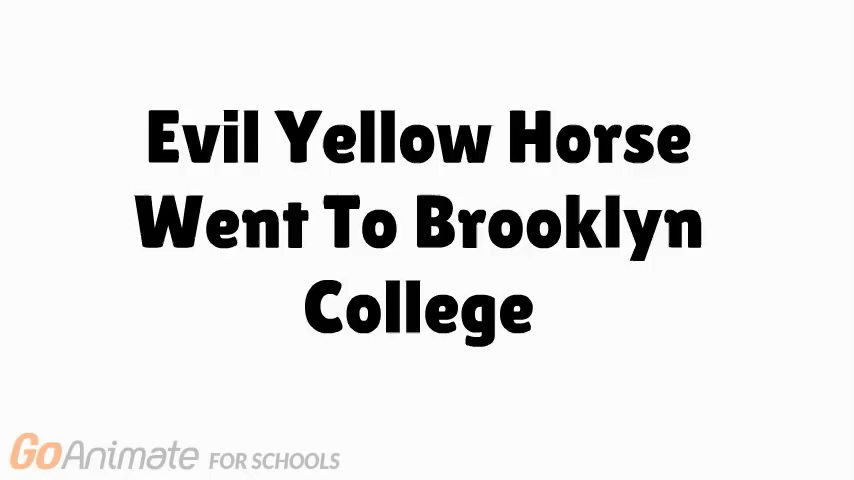 Evil Yellow Horse
Went To Brooklyn
College
GoAnimate FOR SCHOOLS